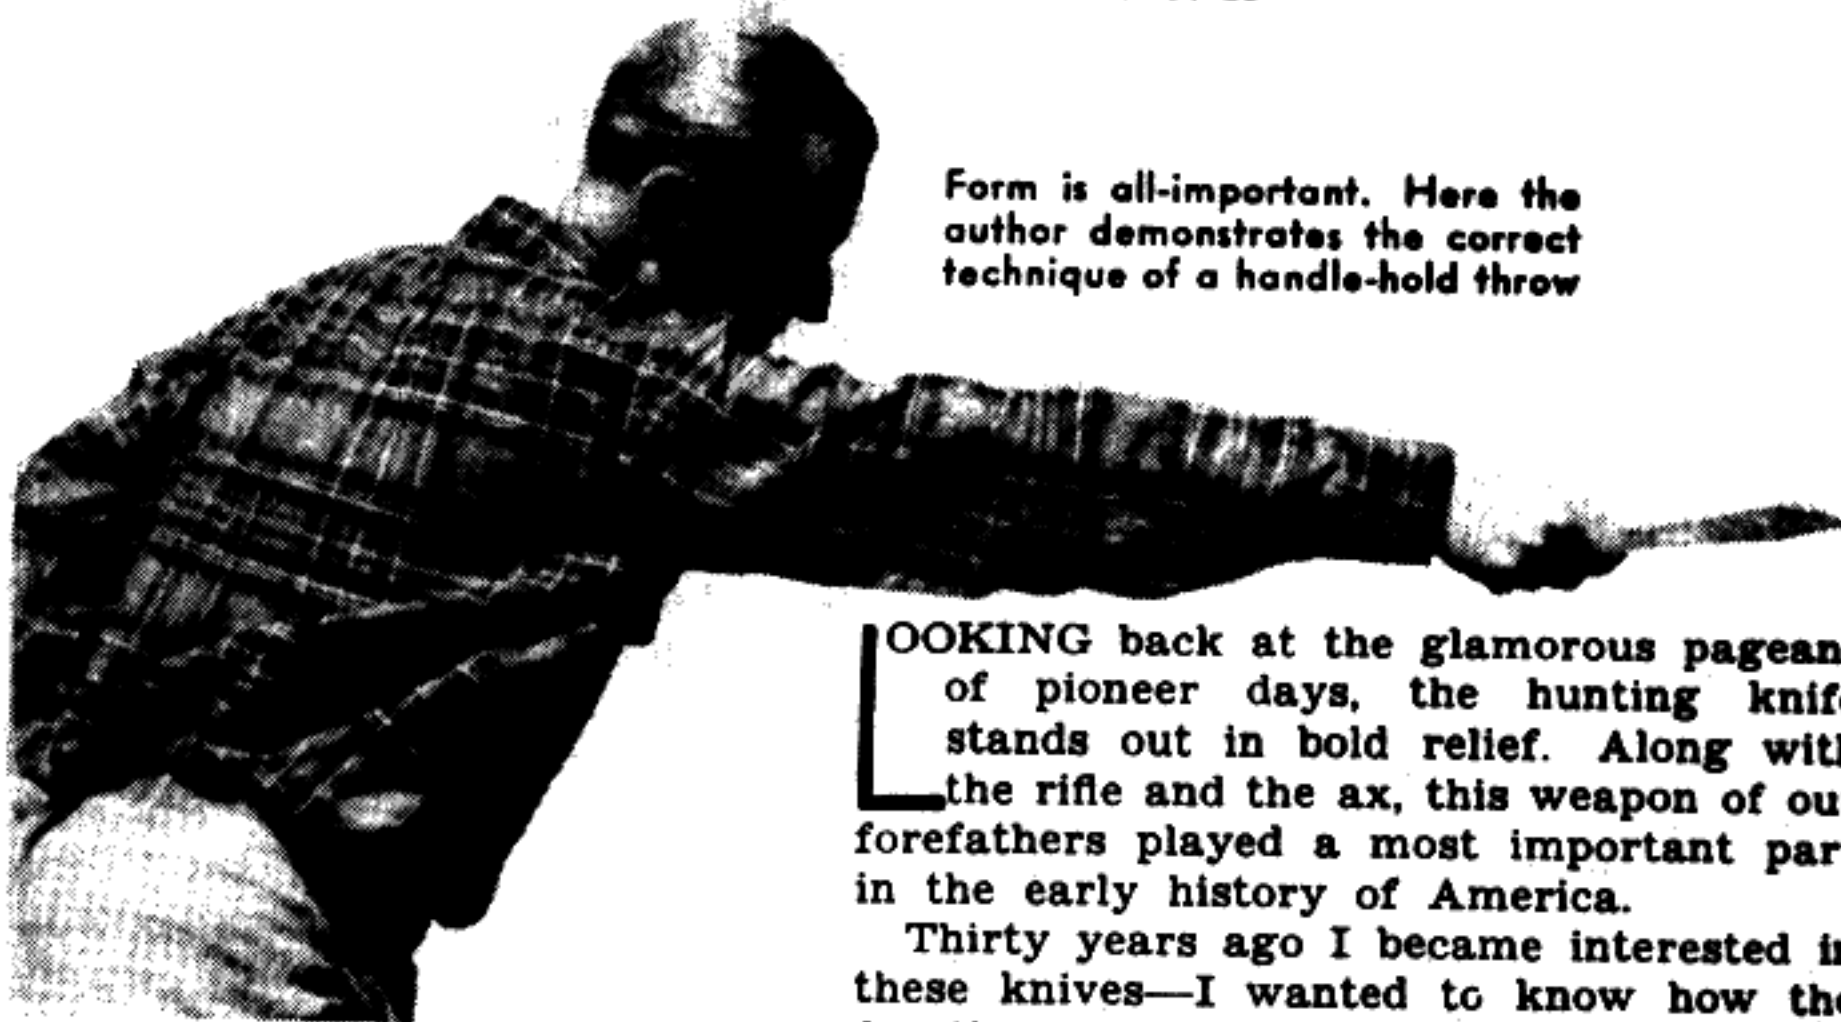 Form is all-important. Here the
author demonstrates the correct
technique of a handle-hold throw
LOOKING back at the glamorous pagean
of pioneer days, the hunting knif
stands out in bold relief. Along wit
the rifle and the ax, this weapon of ou
forefathers played a most important par
in the early history of America.
Thirty years ago I became interested i
these knives—I wanted to know how the